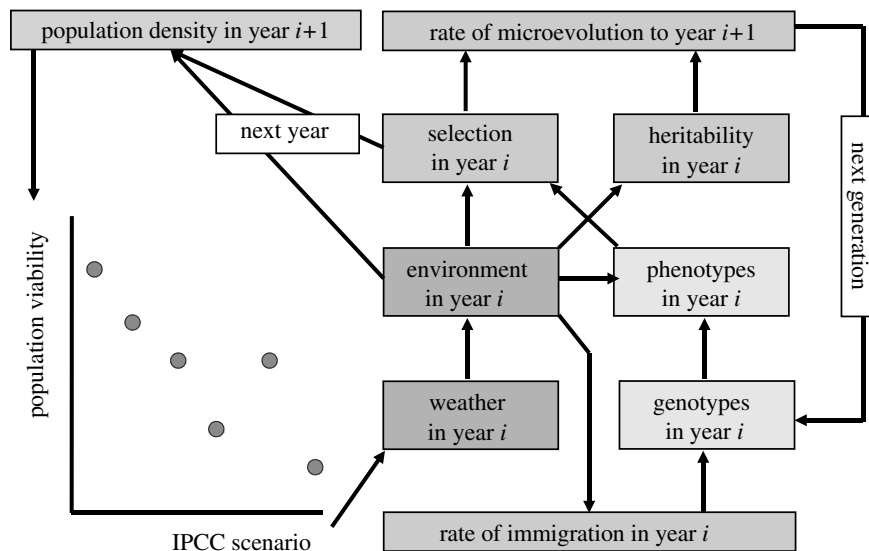 population density in year i+1
rate of microevolution to year i+1
next year
selection
in year i
heritability
in year i
next generation
population viability
environment
in year i
phenotypes
in year i
weather
in year i
genotypes
in year i
rate of immigration in year i
IPCC scenario